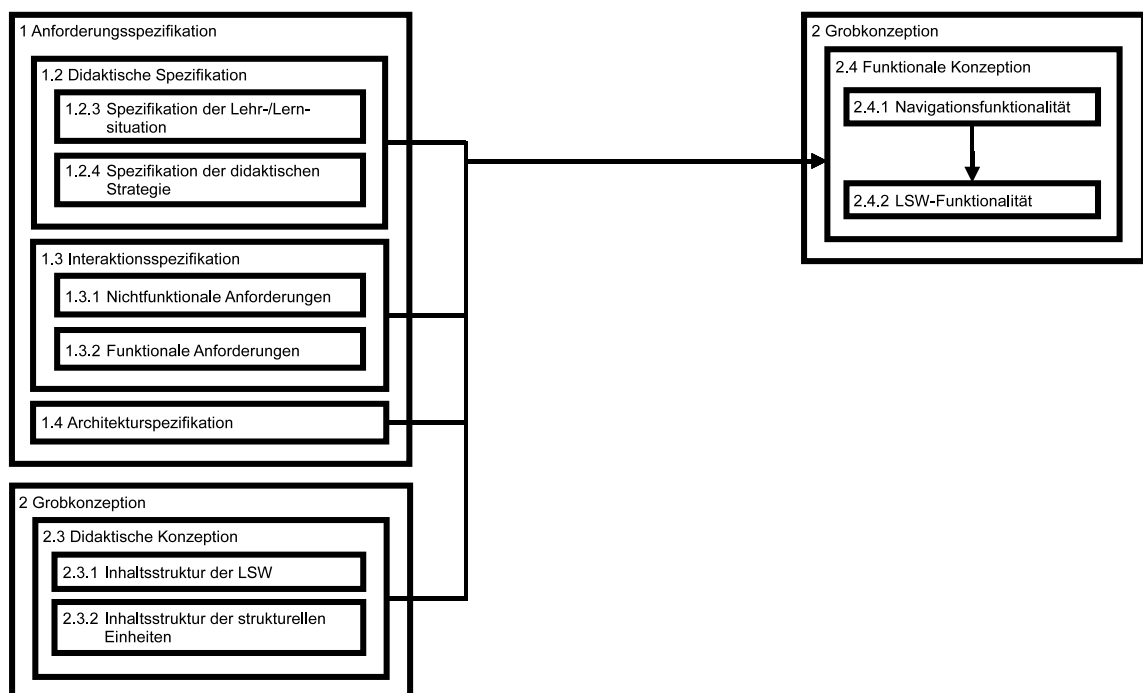 1 Anforderungsspezifikation
1.2 Didaktische Spezifikation
1.2.3 Spezifikation der Lehr-/Lern-
situation
1.2.4 Spezifikation der didaktischen
Strategie
1.3 Interaktionsspezifikation
1.3.1 Nichtfunktionale Anforderungen
1.3.2 Funktionale Anforderungen
1.4 Architekturspezifikation
2 Grobkonzeption
2.3 Didaktische Konzeption
2.3.1 Inhaltsstruktur der LSW
2.3.2 Inhaltsstruktur der strukturellen
Einheiten
2 Grobkonzeption
2.4 Funktionale Konzeption
2.4.1 Navigationsfunktionalität
2.4.2 LSW-Funktionalität